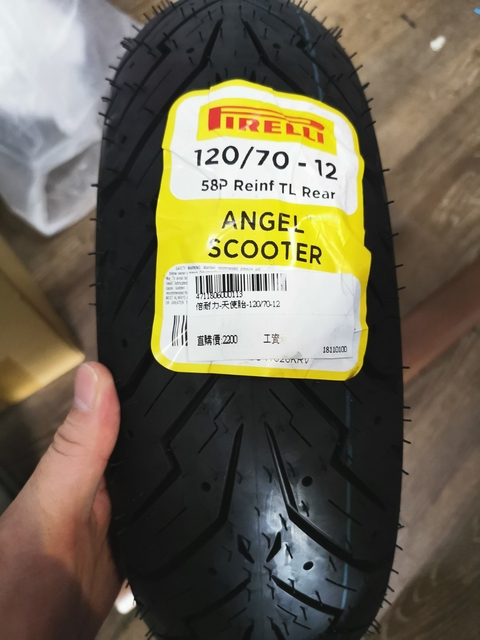 PIRELLI
120/70 - 12
58P Reinf TL Rear
ANGEL
SCOOTER
4711806000113
倍耐力-天使胎-120/70-12
直購價:2200 工資:
18110100